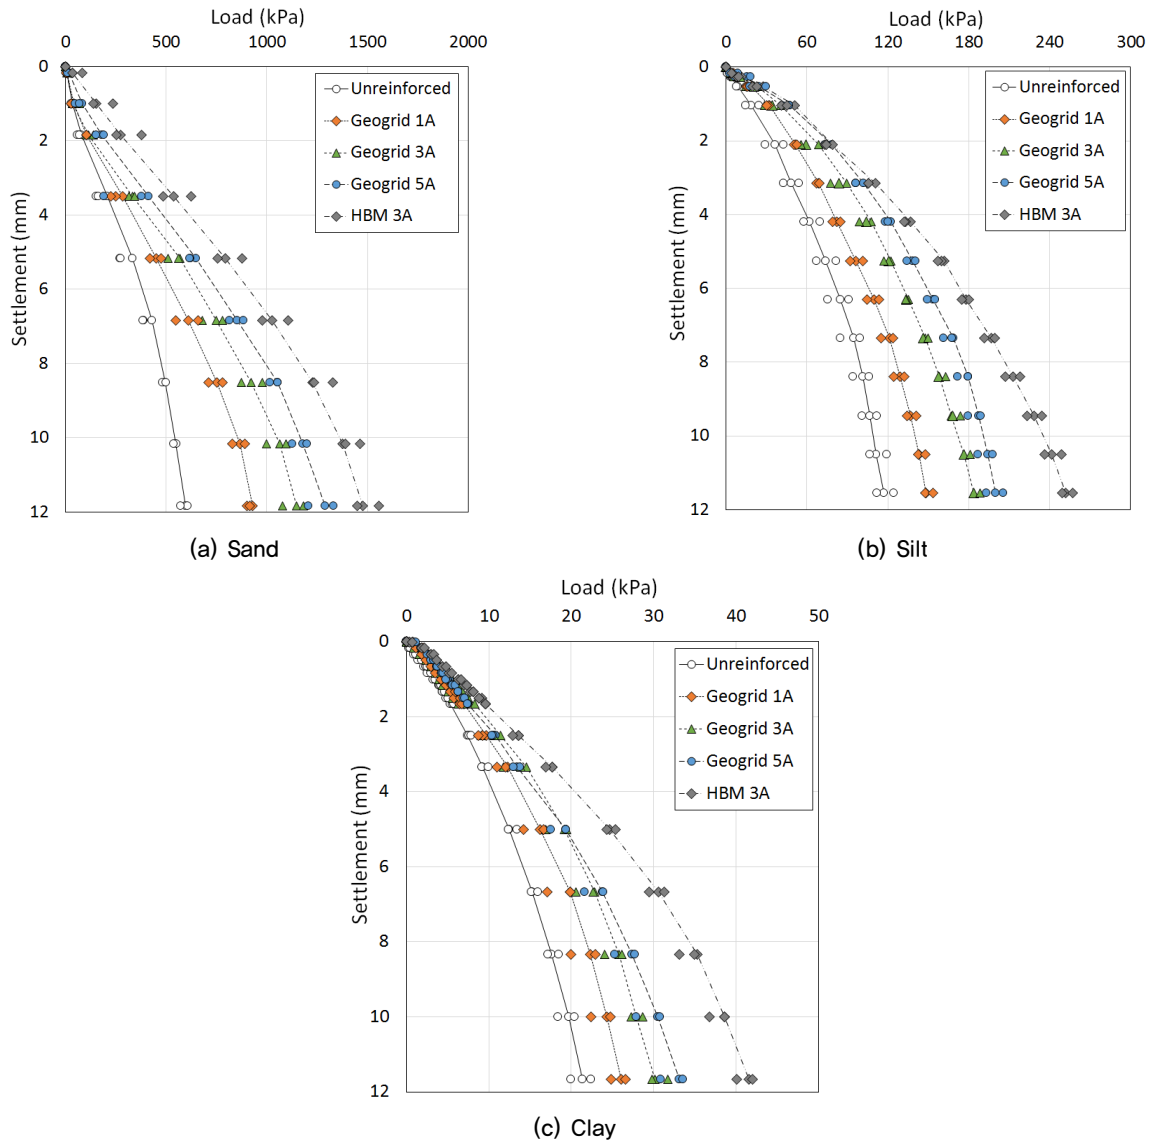 Load (kPa)
0 500 1000 1500 2000
0
2
4
6
8
10
12
Settlement (mm)
Unreinforced
Geogrid 1A
Geogrid 3A
Geogrid 5A
HBM 3A
(a) Sand
Load (kPa)
0 60 120 180 240 300
0
2
4
6
8
10
12
Settlement (mm)
Unreinforced
Geogrid 1A
Geogrid 3A
Geogrid 5A
HBM 3A
(b) Silt
Load (kPa)
0 10 20 30 40 50
0
2
4
6
8
10
12
Settlement (mm)
Unreinforced
Geogrid 1A
Geogrid 3A
Geogrid 5A
HBM 3A
(c) Clay